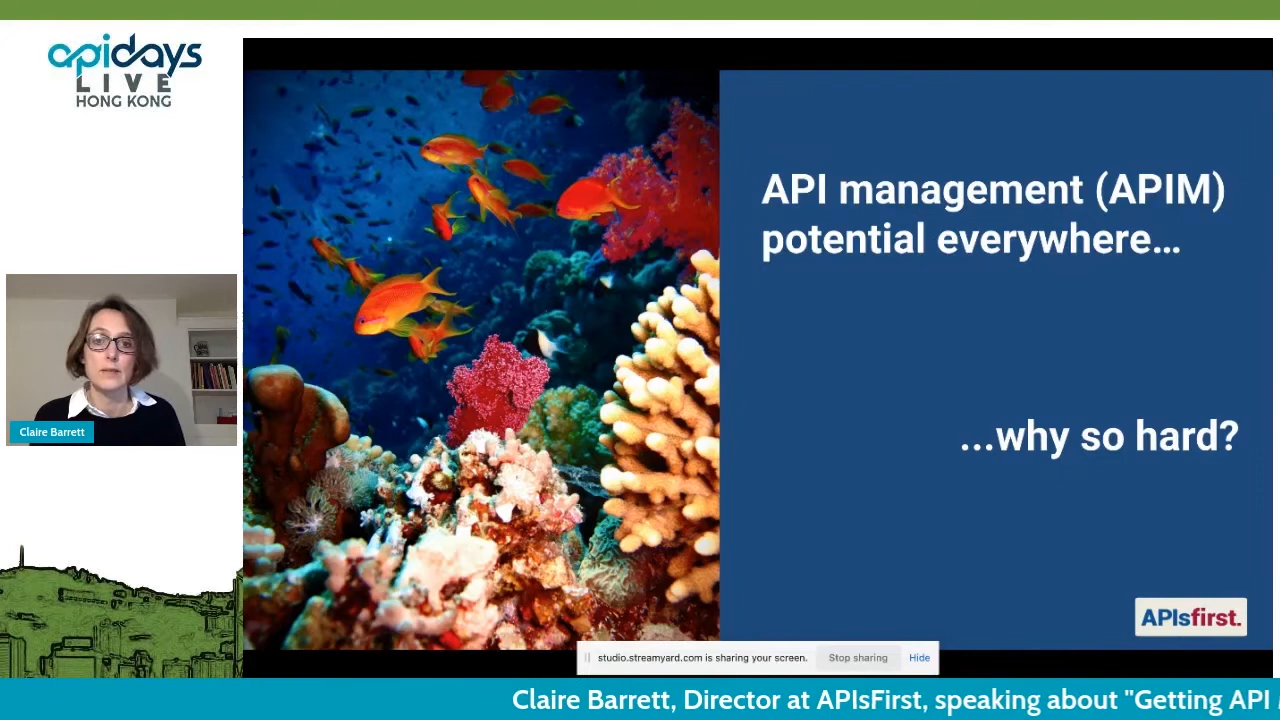 apidays
LIVE
HONG KONG
API management (APIM)
potential everywhere…
...why so hard?
Claire Barrett
APIsfirst.
studio.streamyard.com is sharing your screen.
Stop sharing
Hide
Claire Barrett, Director at APIsFirst, speaking about "Getting API